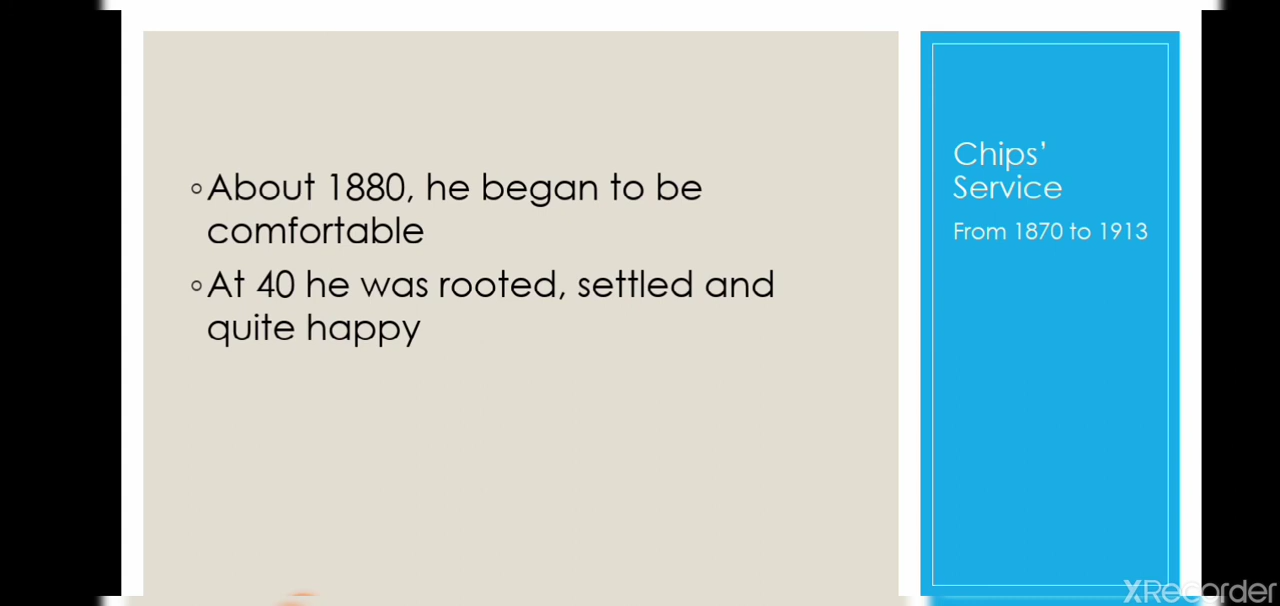 ◦About 1880, he began to be
comfortable
◦At 40 he was rooted, settled and
quite happy
Chips’
Service
From 1870 to 1913
XRecorder